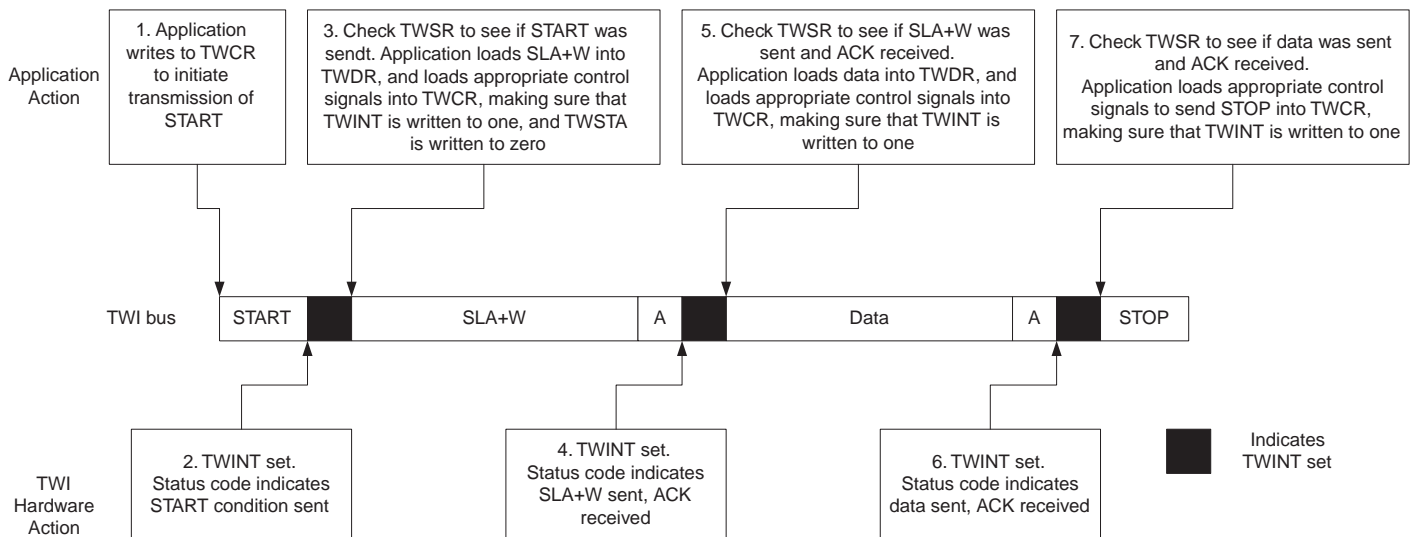 Application
Action
1. Application
writes to TWCR
to initiate
transmission of
START
3. Check TWSR to see if START was
sendt. Application loads SLA+W into
TWDR, and loads appropriate control
signals into TWCR, making sure that
TWINT is written to one, and TWSTA
is written to zero
5. Check TWSR to see if SLA+W was
sent and ACK received.
Application loads data into TWDR, and
loads appropriate control signals into
TWCR, making sure that TWINT is
written to one
7. Check TWSR to see if data was sent
and ACK received.
Application loads appropriate control
signals to send STOP into TWCR,
making sure that TWINT is written to one
TWI bus
START
SLA+W
A
Data
A
STOP
TWI
Hardware
Action
2. TWINT set.
Status code indicates
START condition sent
4. TWINT set.
Status code indicates
SLA+W sent, ACK
received
6. TWINT set.
Status code indicates
data sent, ACK received
Indicates
TWINT set